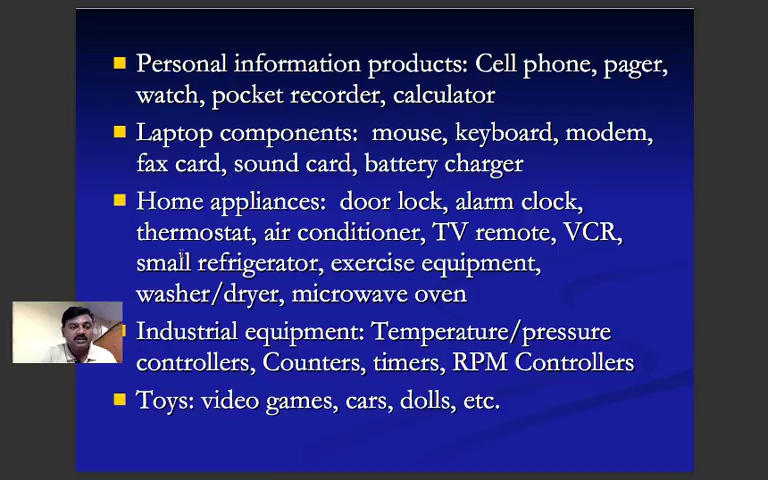 Personal information products: Cell phone, pager,
watch, pocket recorder, calculator
Laptop components:  mouse, keyboard, modem,
fax card, sound card, battery charger
Home appliances:  door lock, alarm clock,
thermostat, air conditioner, TV remote, VCR,
small refrigerator, exercise equipment,
washer/dryer, microwave oven
Industrial equipment: Temperature/pressure
controllers, Counters, timers, RPM Controllers
Toys: video games, cars, dolls, etc.